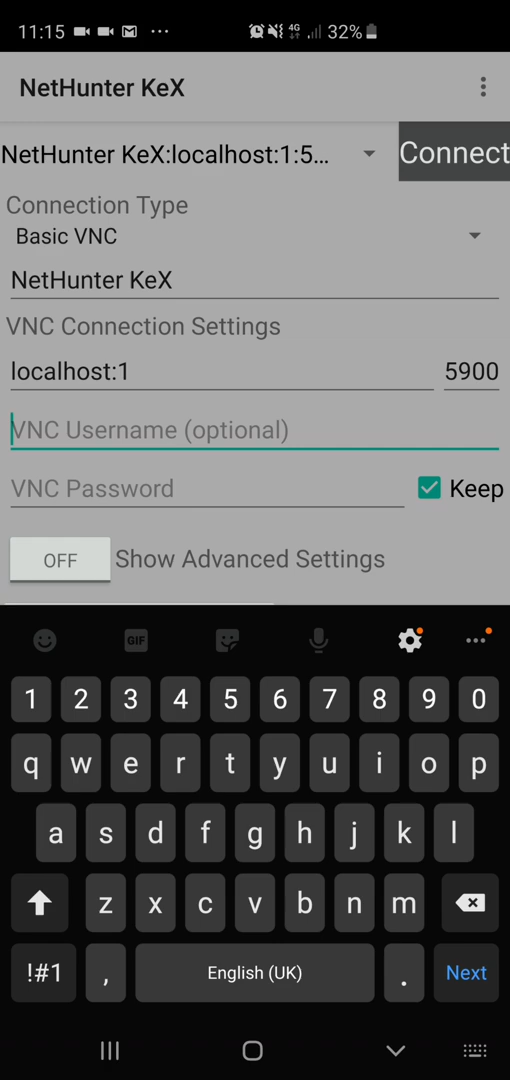 11:15 ... 4G 32%
NetHunter KeX
NetHunter KeX:localhost:1:5... Connect
Connection Type
Basic VNC
NetHunter KeX
VNC Connection Settings
localhost:1 5900
VNC Username (optional)
VNC Password Keep
OFF Show Advanced Settings
GIF
1 2 3 4 5 6 7 8 9 0
q w e r t y u i o p
a s d f g h j k l
z x c v b n m
!#1 , English (UK) . Next